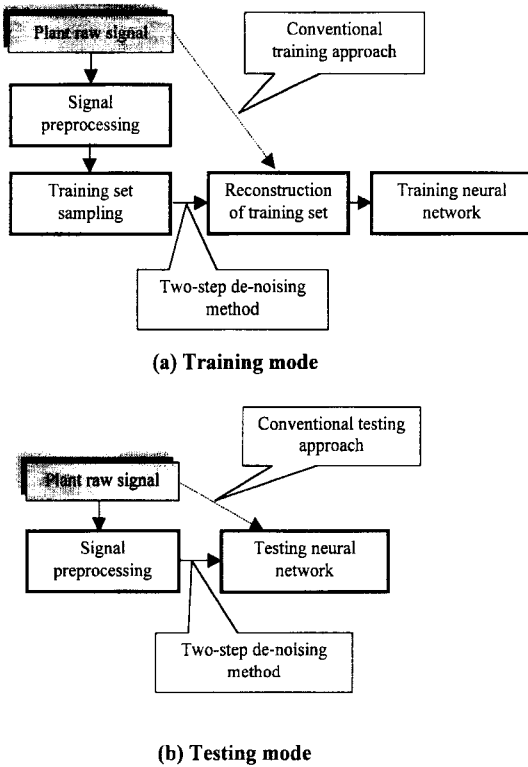 Plant raw signal
Conventional
training approach
Signal
preprocessing
Training set
sampling
Reconstruction
of training set
Training neural
network
Two-step de-noising
method
(a) Training mode
Conventional testing
approach
Plant raw signal
Signal
preprocessing
Testing neural
network
Two-step de-noising
method
(b) Testing mode